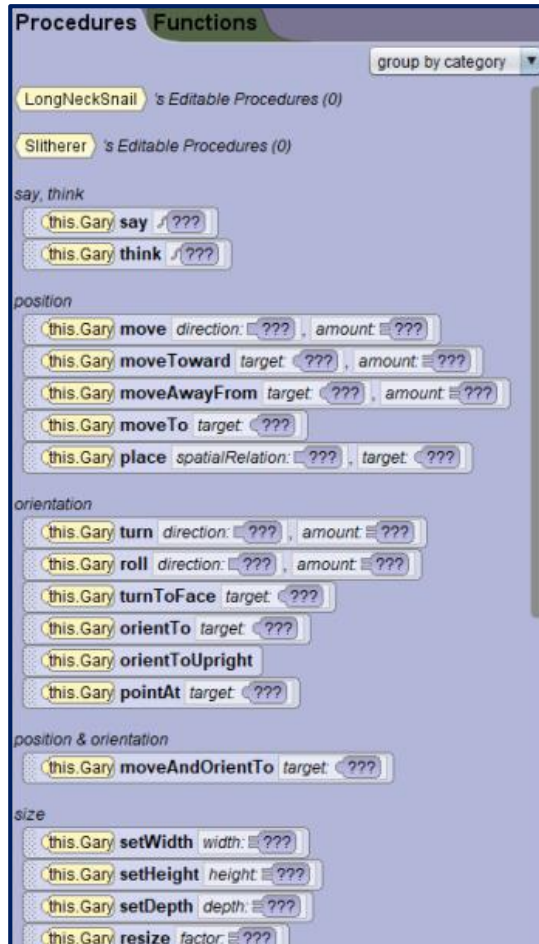 Procedures Functions
group by category
LongNeckSnail 's Editable Procedures (0)
Slitherer 's Editable Procedures (0)
say, think
this.Gary say ???
this.Gary think ???
position
this.Gary move direction: ??? , amount: ???
this.Gary moveToward target: ??? , amount: ???
this.Gary moveAwayFrom target: ??? , amount: ???
this.Gary moveTo target: ???
this.Gary place spatialRelation: ??? , target: ???
orientation
this.Gary turn direction: ??? , amount: ???
this.Gary roll direction: ??? , amount: ???
this.Gary turnToFace target: ???
this.Gary orientTo target: ???
this.Gary orientToUpright
this.Gary pointAt target: ???
position & orientation
this.Gary moveAndOrientTo target: ???
size
this.Gary setWidth width: ???
this.Gary setHeight height: ???
this.Gary setDepth depth: ???
this.Gary resize factor: ???